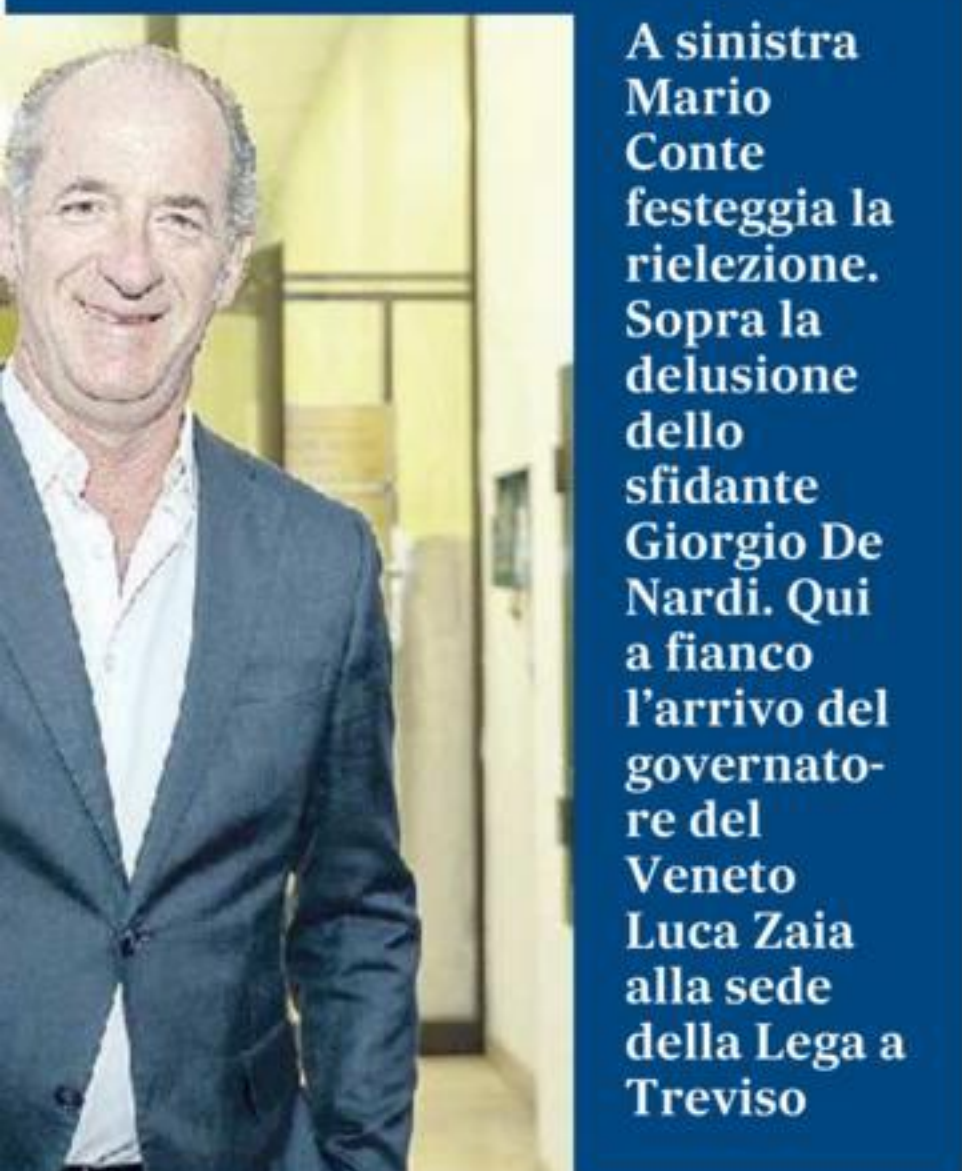 A sinistra
Mario
Conte
festeggia la
rielezione.
Sopra la
delusione
dello
sfidante
Giorgio De
Nardi. Qui
a fianco
l’arrivo del
governato-
re del
Veneto
Luca Zaia
alla sede
della Lega a
Treviso